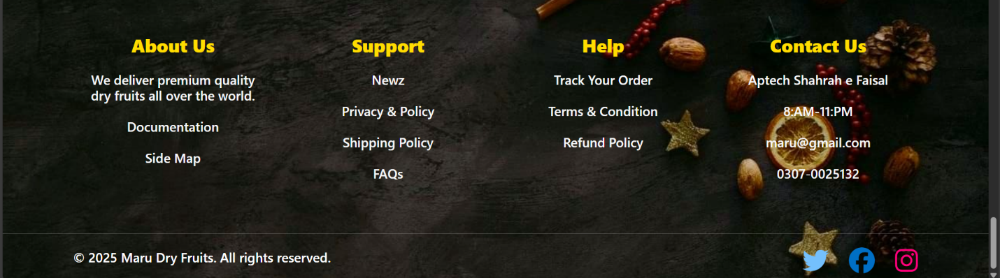 About Us
We deliver premium quality
dry fruits all over the world.
Documentation
Side Map
Support
Newz
Privacy & Policy
Shipping Policy
FAQs
Help
Track Your Order
Terms & Condition
Refund Policy
Contact Us
Aptech Shahrah e Faisal
8:AM-11:PM
maru@gmail.com
0307-0025132
© 2025 Maru Dry Fruits. All rights reserved.